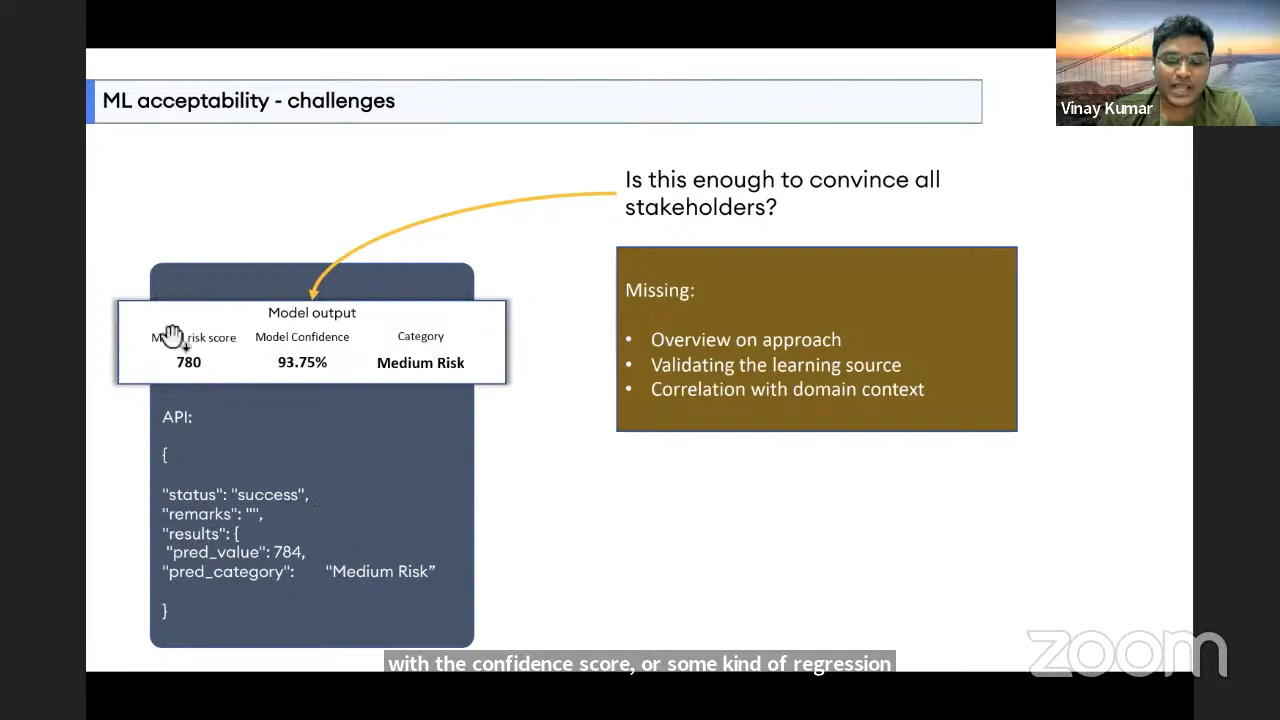 Vinay Kumar
ML acceptability - challenges
Is this enough to convince all
stakeholders?
Model output
risk score Model Confidence Category
780 93.75% Medium Risk
Missing:
• Overview on approach
• Validating the learning source
• Correlation with domain context
API:
{
"status": "success",
"remarks": "",
"results": {
"pred_value": 784,
"pred_category": "Medium Risk”
}
with the confidence score, or some kind of regression
zoom